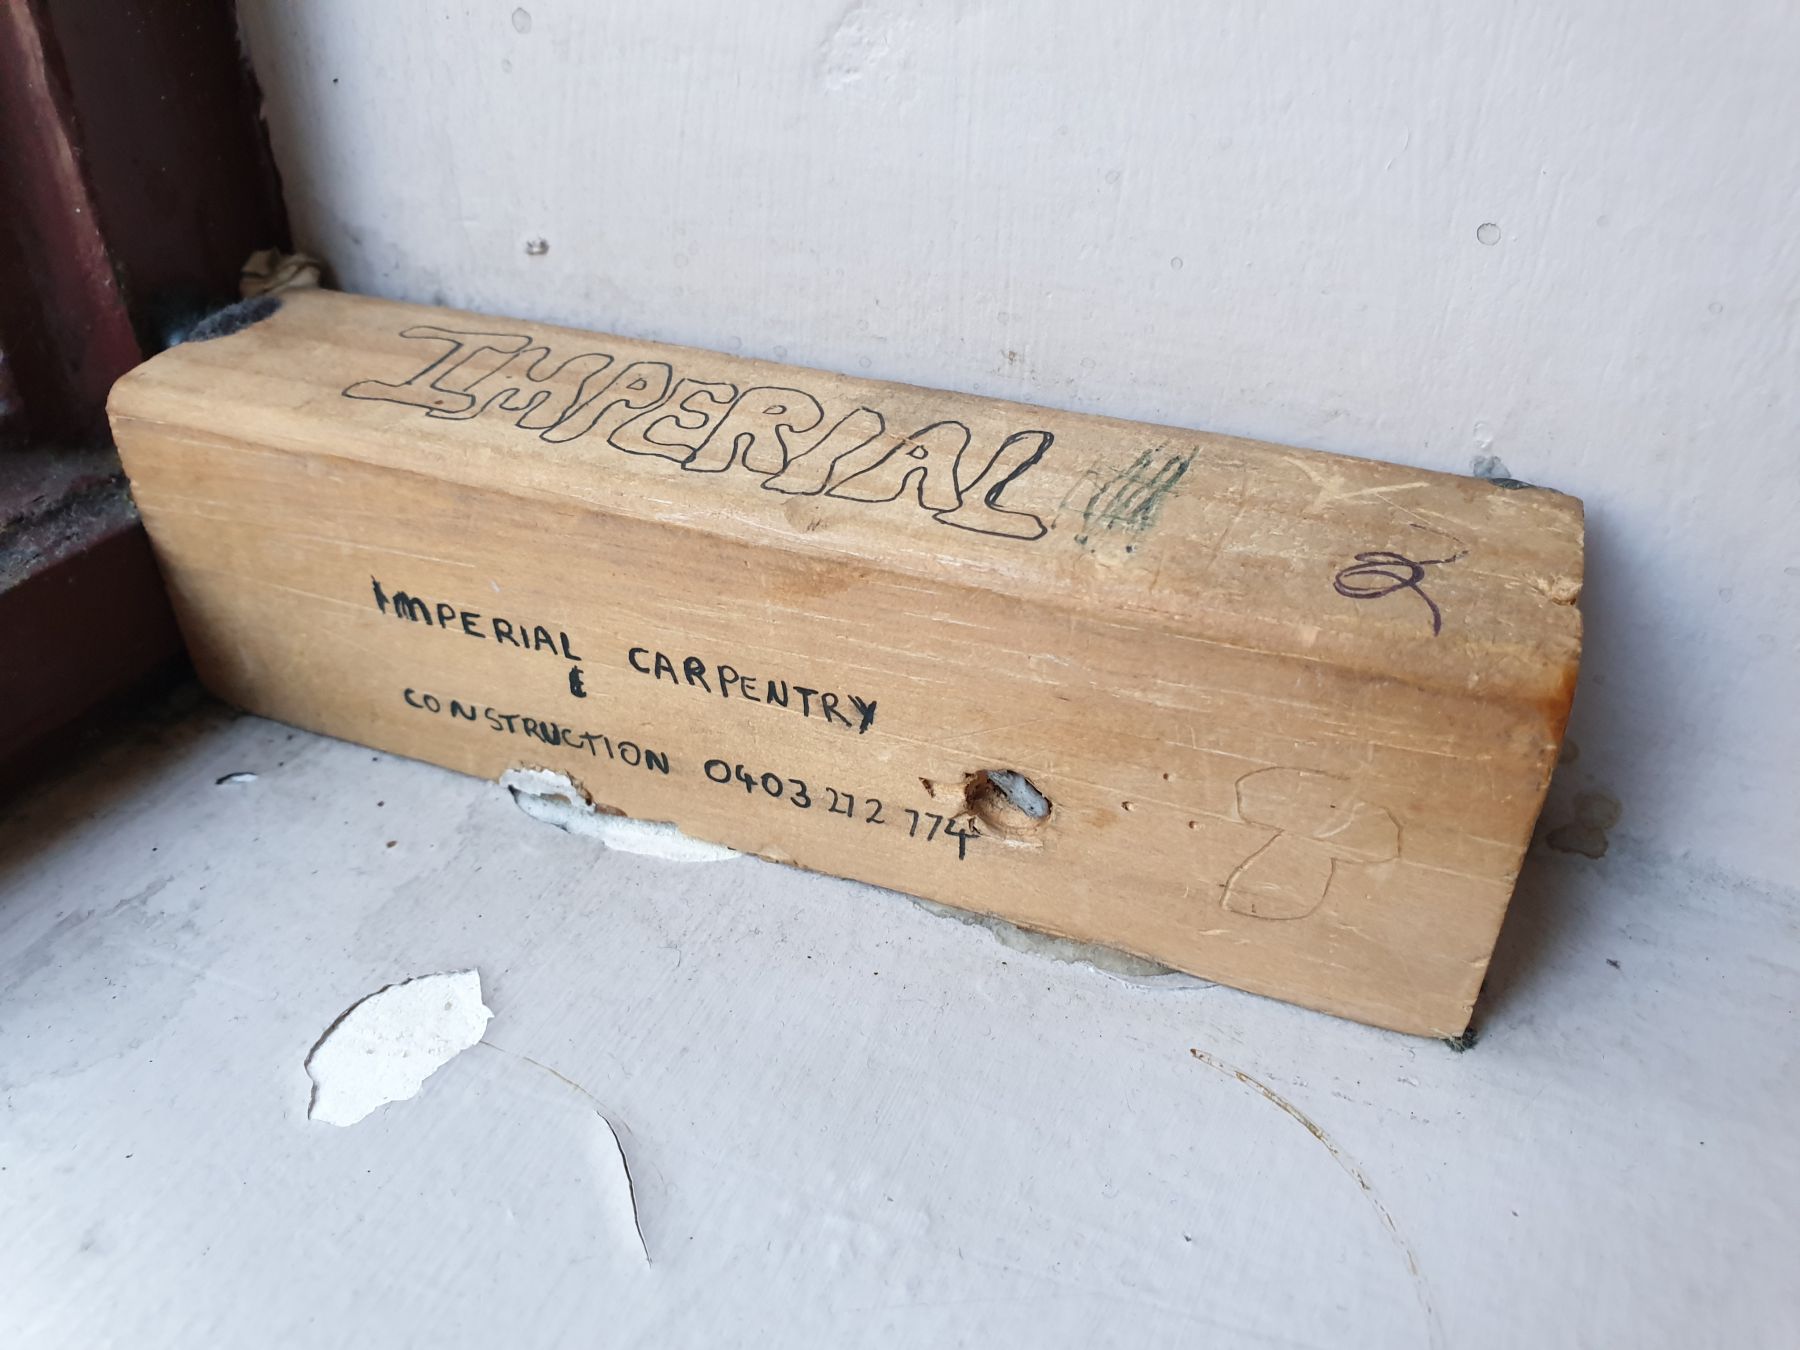 IMPERIAL
IMPERIAL CARPENTRY
&
CONSTRUCTION 0403 272 774